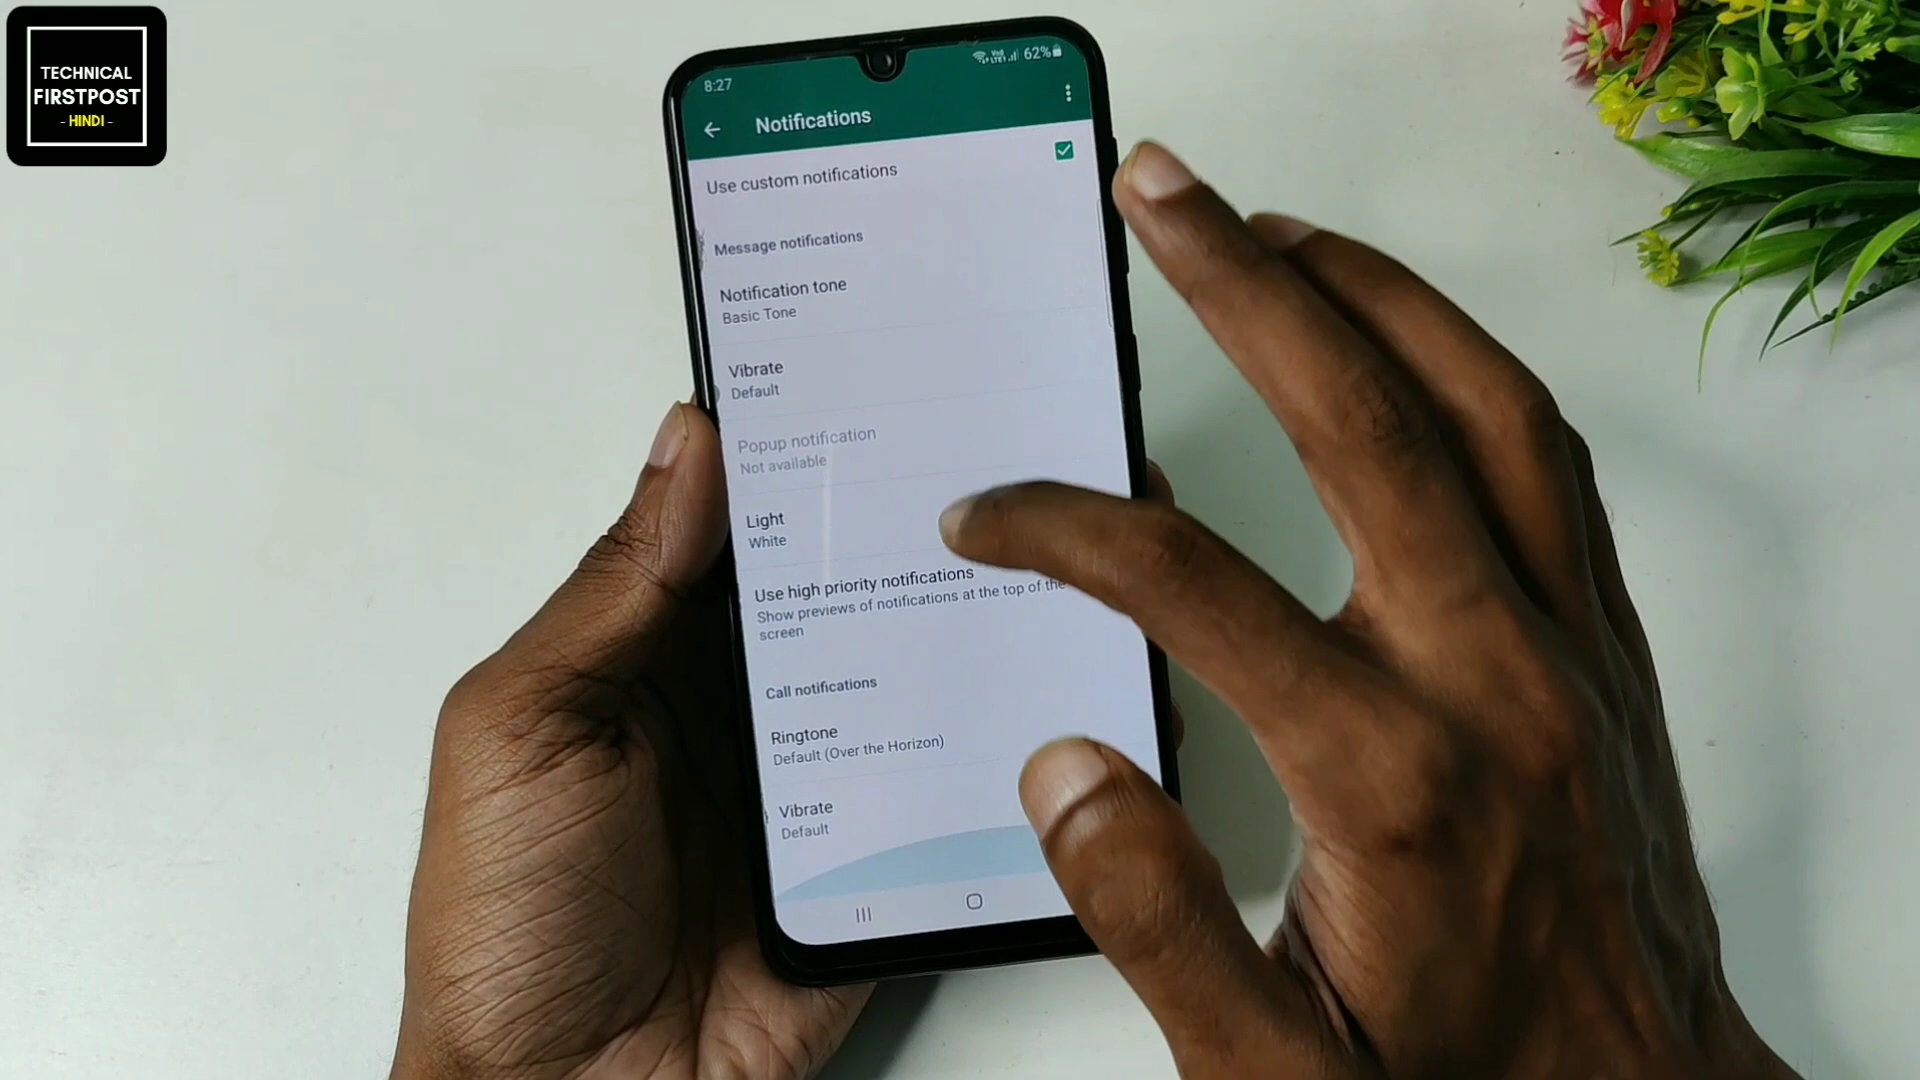 TECHNICAL
FIRSTPOST
- HINDI -
8:27
62%
Notifications
Use custom notifications
Message notifications
Notification tone
Basic Tone
Vibrate
Default
Popup notification
Not available
Light
White
Use high priority notifications
Show previews of notifications at the top of the
screen
Call notifications
Ringtone
Default (Over the Horizon)
Vibrate
Default